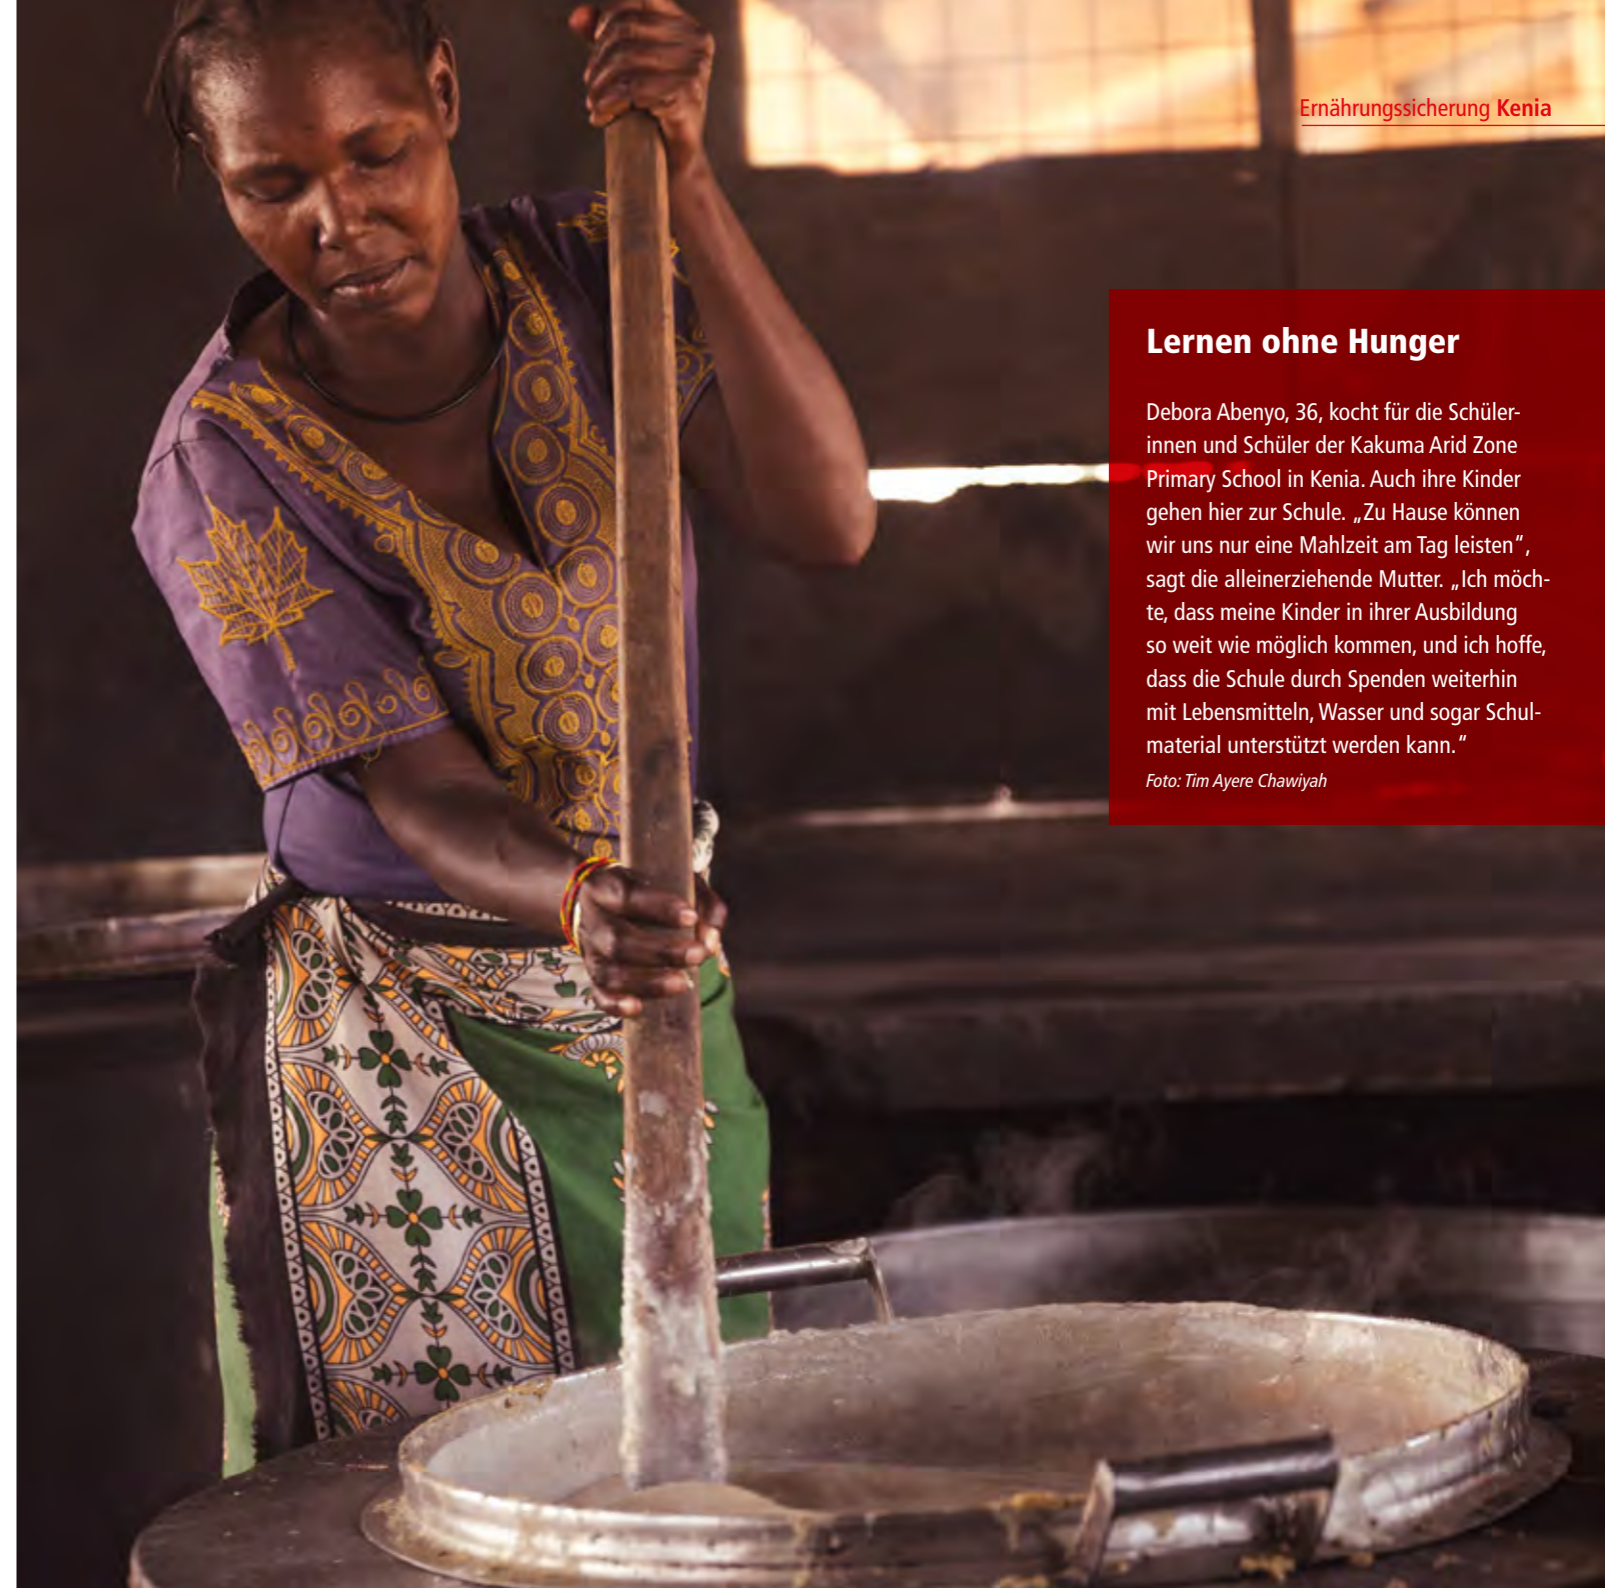 Ernährungssicherung Kenia
Lernen ohne Hunger
Debora Abenyo, 36, kocht für die Schüler-
innen und Schüler der Kakuma Arid Zone
Primary School in Kenia. Auch ihre Kinder
gehen hier zur Schule. „Zu Hause können
wir uns nur eine Mahlzeit am Tag leisten“,
sagt die alleinerziehende Mutter. „Ich möch-
te, dass meine Kinder in ihrer Ausbildung
so weit wie möglich kommen, und ich hoffe,
dass die Schule durch Spenden weiterhin
mit Lebensmitteln, Wasser und sogar Schul-
material unterstützt werden kann.“
Foto: Tim Ayere Chawiyah